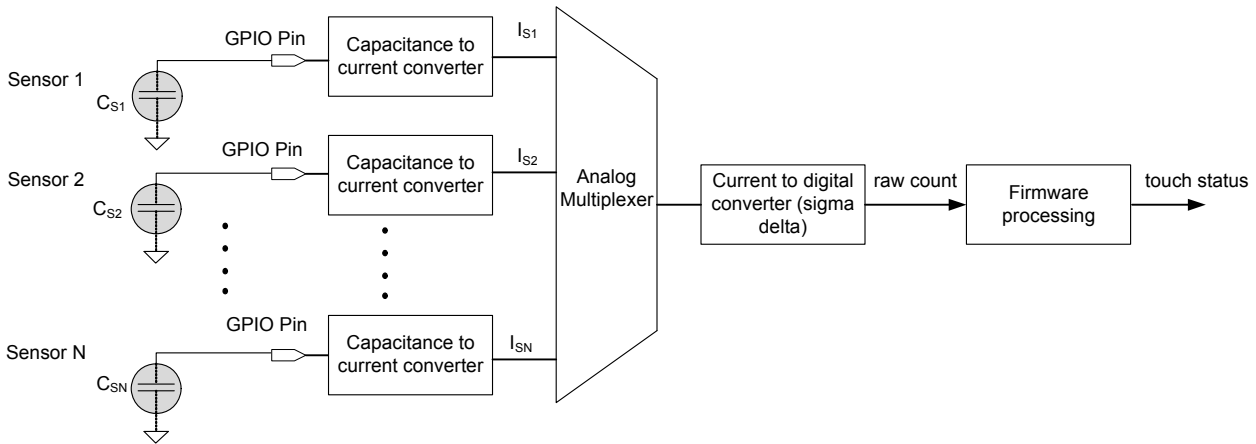 GPIO Pin
Capacitance to
current converter
I_S1
Sensor 1
C_S1
GPIO Pin
Capacitance to
current converter
I_S2
Sensor 2
C_S2
Analog
Multiplexer
Current to digital
converter (sigma
delta)
raw count
Firmware
processing
touch status
GPIO Pin
Capacitance to
current converter
I_SN
Sensor N
C_SN